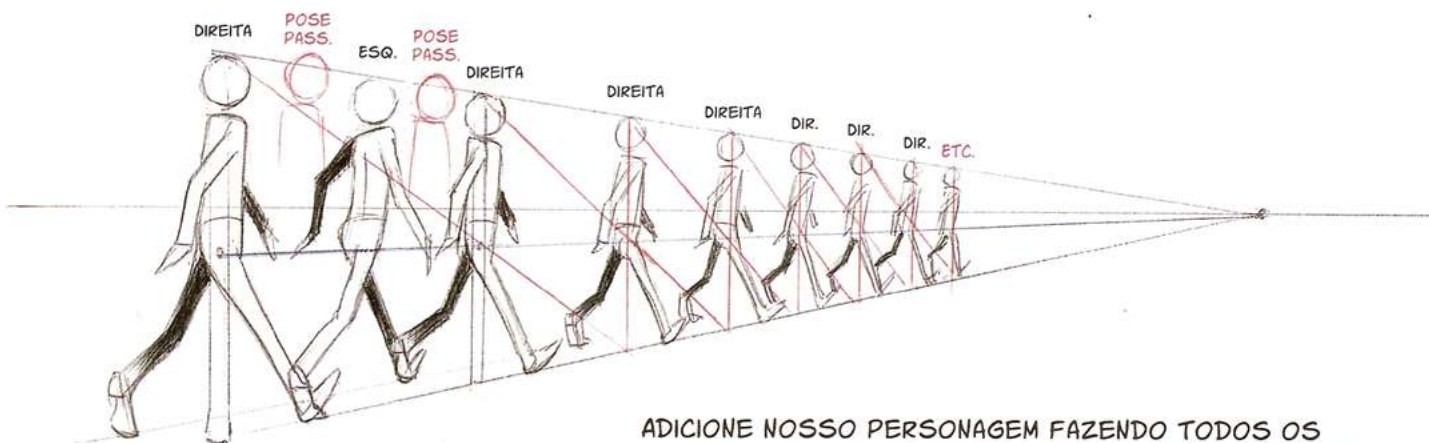 DIREITA
POSE
PASS.
ESQ.
POSE
PASS.
DIREITA
DIREITA
DIREITA
DIR.
DIR.
DIR.
ETC.
ADICIONE NOSSO PERSONAGEM FAZENDO TODOS OS